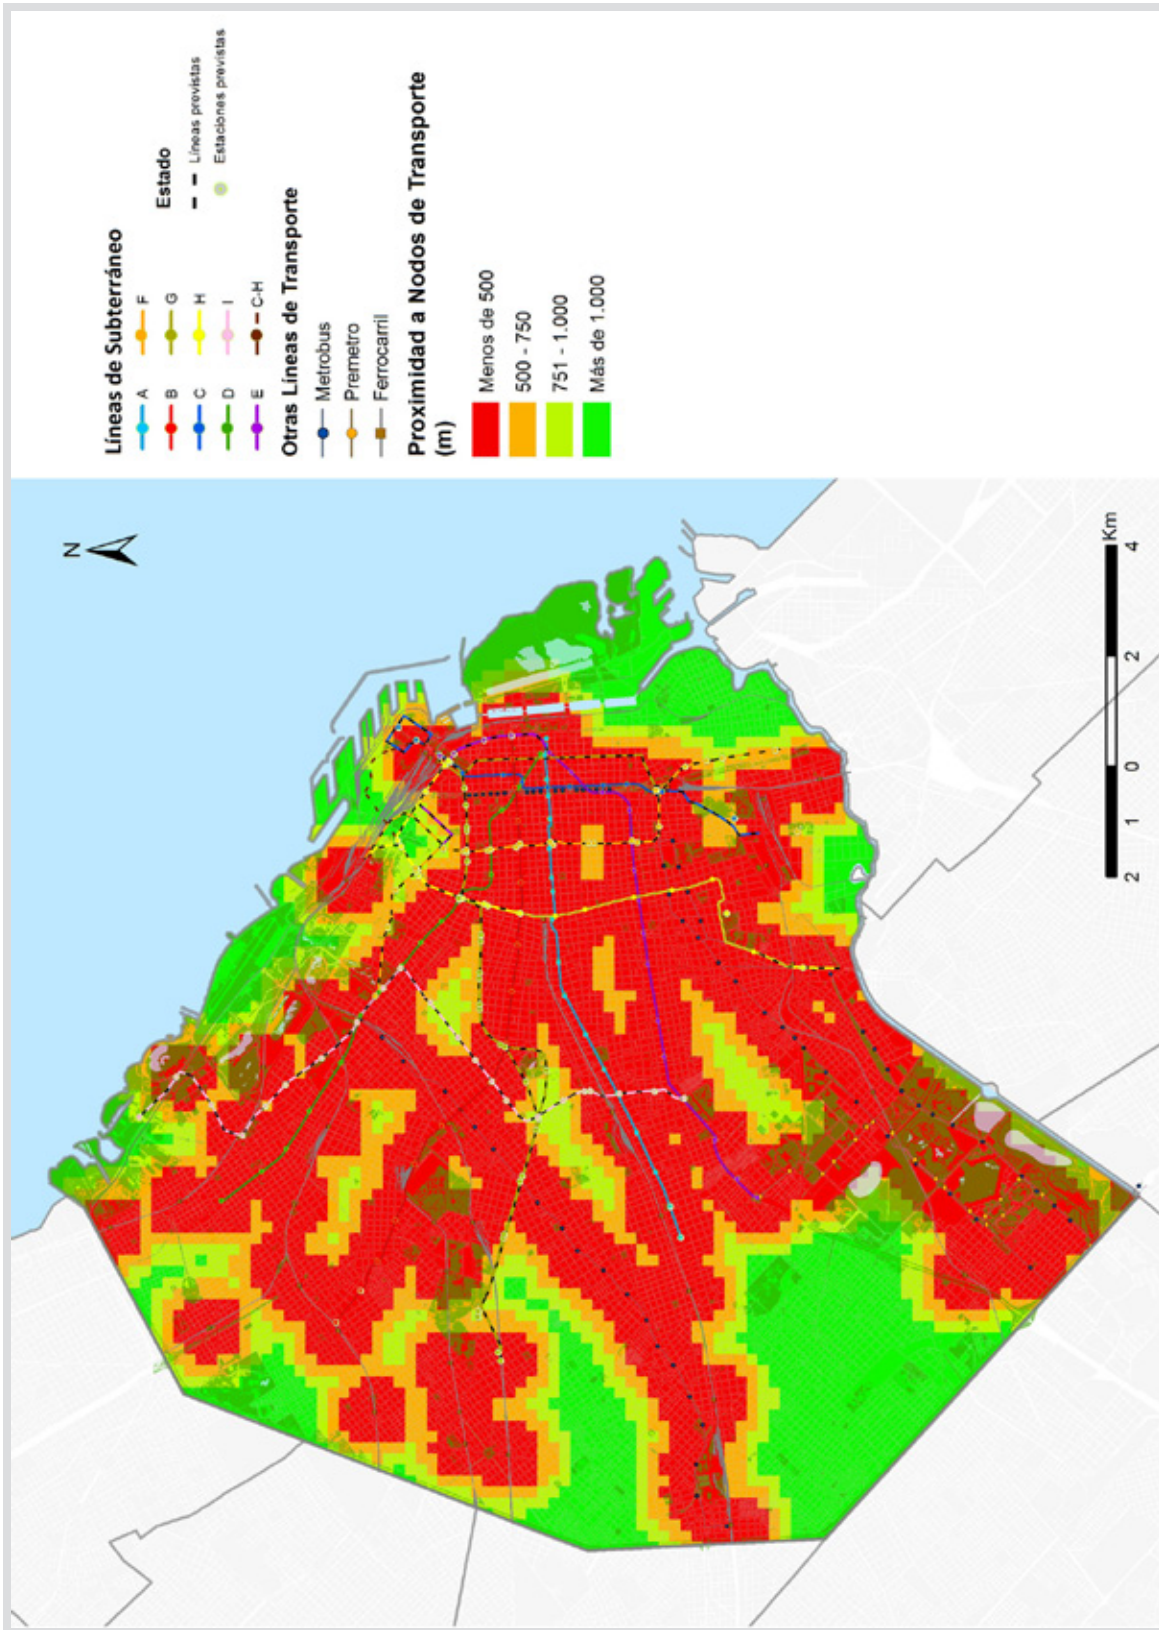 Líneas de Subterráneo
A
B
C
D
E
F
G
H
I
C-H
Estado
Líneas previstas
Estaciones previstas
Otras Líneas de Transporte
Metrobus
Premetro
Ferrocarril
Proximidad a Nodos de Transporte
(m)
Menos de 500
500 - 750
751 - 1.000
Más de 1.000
N
2 1 0 2 4
Km